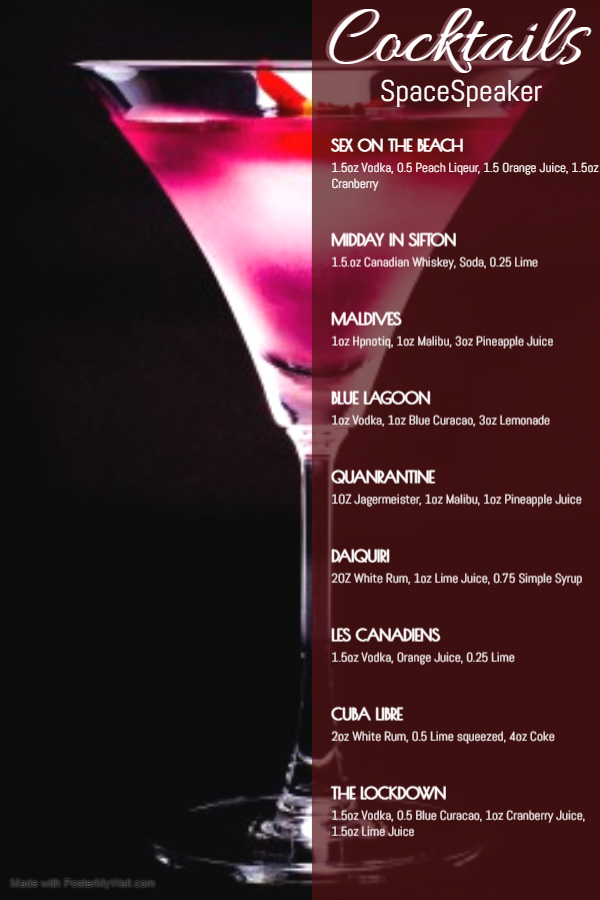 Cocktails
SpaceSpeaker
SEX ON THE BEACH
1.5oz Vodka, 0.5 Peach Liqeur, 1.5 Orange Juice, 1.5oz
Cranberry
MIDDAY IN SIFTON
1.5.oz Canadian Whiskey, Soda, 0.25 Lime
MALDIVES
1oz Hpnotiq, 1oz Malibu, 3oz Pineapple Juice
BLUE LAGOON
1oz Vodka, 1oz Blue Curacao, 3oz Lemonade
QUANRANTINE
1OZ Jagermeister, 1oz Malibu, 1oz Pineapple Juice
DAIQUIRI
2OZ White Rum, 1oz Lime Juice, 0.75 Simple Syrup
LES CANADIENS
1.5oz Vodka, Orange Juice, 0.25 Lime
CUBA LIBRE
2oz White Rum, 0.5 Lime squeezed, 4oz Coke
THE LOCKDOWN
1.5oz Vodka, 0.5 Blue Curacao, 1oz Cranberry Juice,
1.5oz Lime Juice
Made with PosterMyWall.com